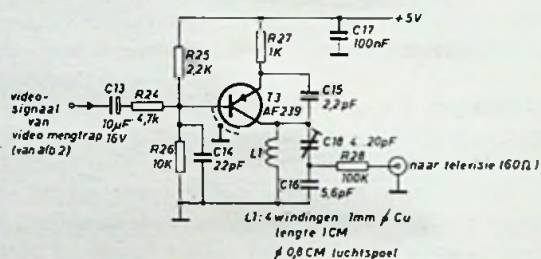 +5V
R27
1K
C17
100nF
R25
2,2K
C13
R24
T3
AF239
C15
2,2pF
video-
signaal
van
video mengtrap
(van afb 2)
10µF
16V
4,7k
R26
10K
C14
22pF
L1
C18 4...20pF
R28
100K
naar televisie (60Ω)
C16
5,6pF
L1: 4 windingen 1mm ϕ Cu
lengte 1CM
ϕ 0,8CM luchtspoel